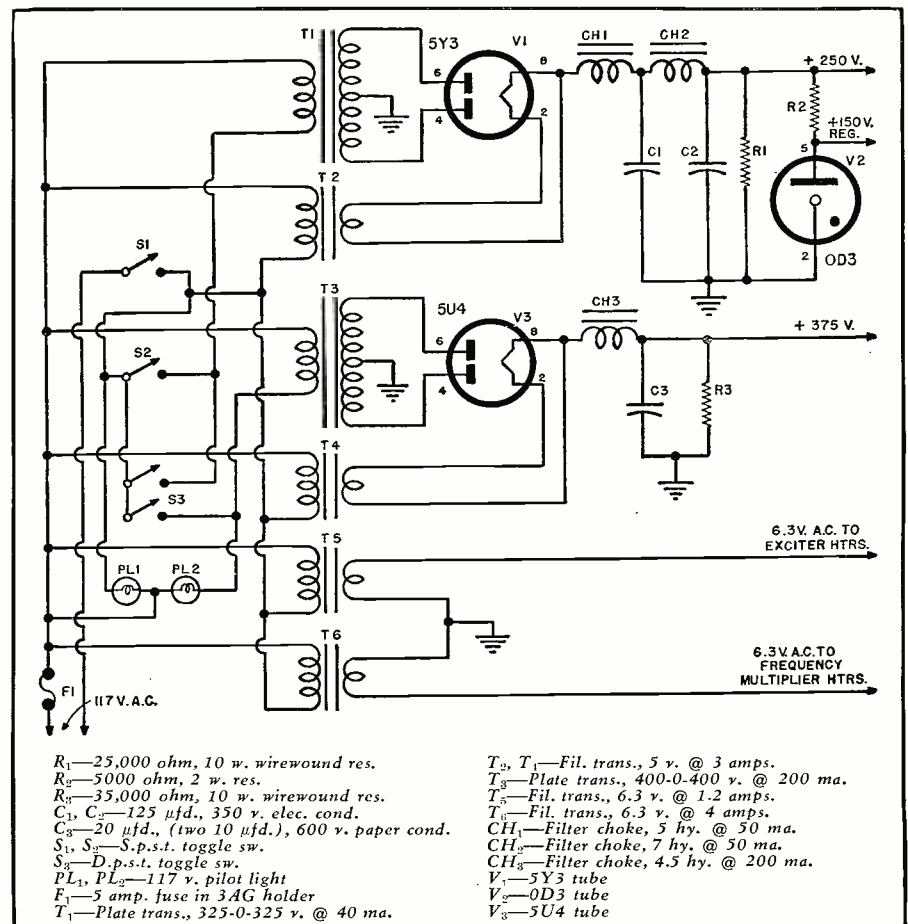 T1
5Y3
V1
CH1
CH2
6
8
4
2
+ 250 V.
R2
+150 V.
REG.
5
V2
C1
C2
R1
2
OD3
T2
S1
T3
5U4
V3
6
8
4
2
CH3
+ 375 V.
C3
R3
S2
T4
S3
T5
6.3 V. A.C. TO
EXCITER HTRS.
PL1
PL2
T6
6.3 V. A.C. TO
FREQUENCY
MULTIPLIER HTRS.
F1
117 V. A.C.
R₁—25,000 ohm, 10 w. wirewound res.
R₂—5000 ohm, 2 w. res.
R₃—35,000 ohm, 10 w. wirewound res.
C₁, C₂—125 µfd., 350 v. elec. cond.
C₃—20 µfd., (two 10 µfd.), 600 v. paper cond.
S₁, S₂—S.p.s.t. toggle sw.
S₃—D.p.s.t. toggle sw.
PL₁, PL₂—117 v. pilot light
F₁—5 amp. fuse in 3AG holder
T₁—Plate trans., 325-0-325 v. @ 40 ma.
T₂, T₄—Fil. trans., 5 v. @ 3 amps.
T₃—Plate trans., 400-0-400 v. @ 200 ma.
T₅—Fil. trans., 6.3 v. @ 1.2 amps.
T₆—Fil. trans., 6.3 v. @ 4 amps.
CH₁—Filter choke, 5 hy. @ 50 ma.
CH₂—Filter choke, 7 hy. @ 50 ma.
CH₃—Filter choke, 4.5 hy. @ 200 ma.
V₁—5Y3 tube
V₂—0D3 tube
V₃—5U4 tube